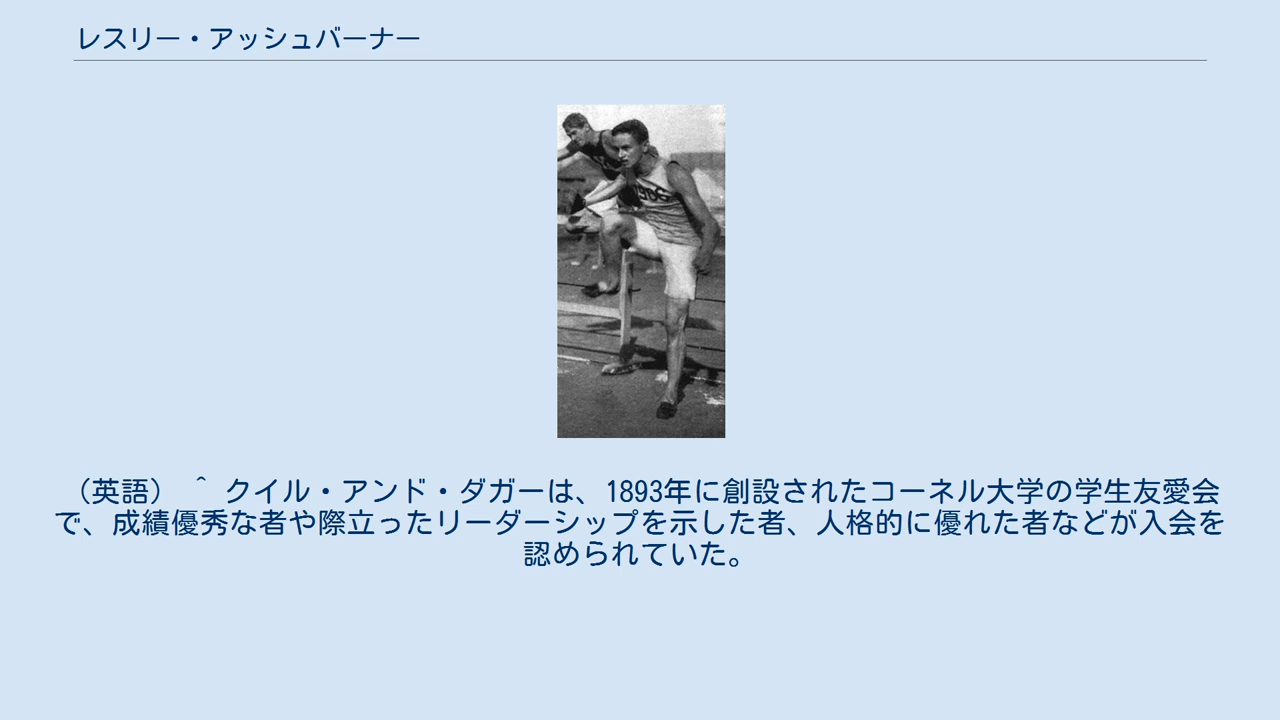 レスリー・アッシュバーナー
1906
（英語） ^ クイル・アンド・ダガーは、1893年に創設されたコーネル大学の学生友愛会
で、成績優秀な者や際立ったリーダーシップを示した者、人格的に優れた者などが入会を
認められていた。